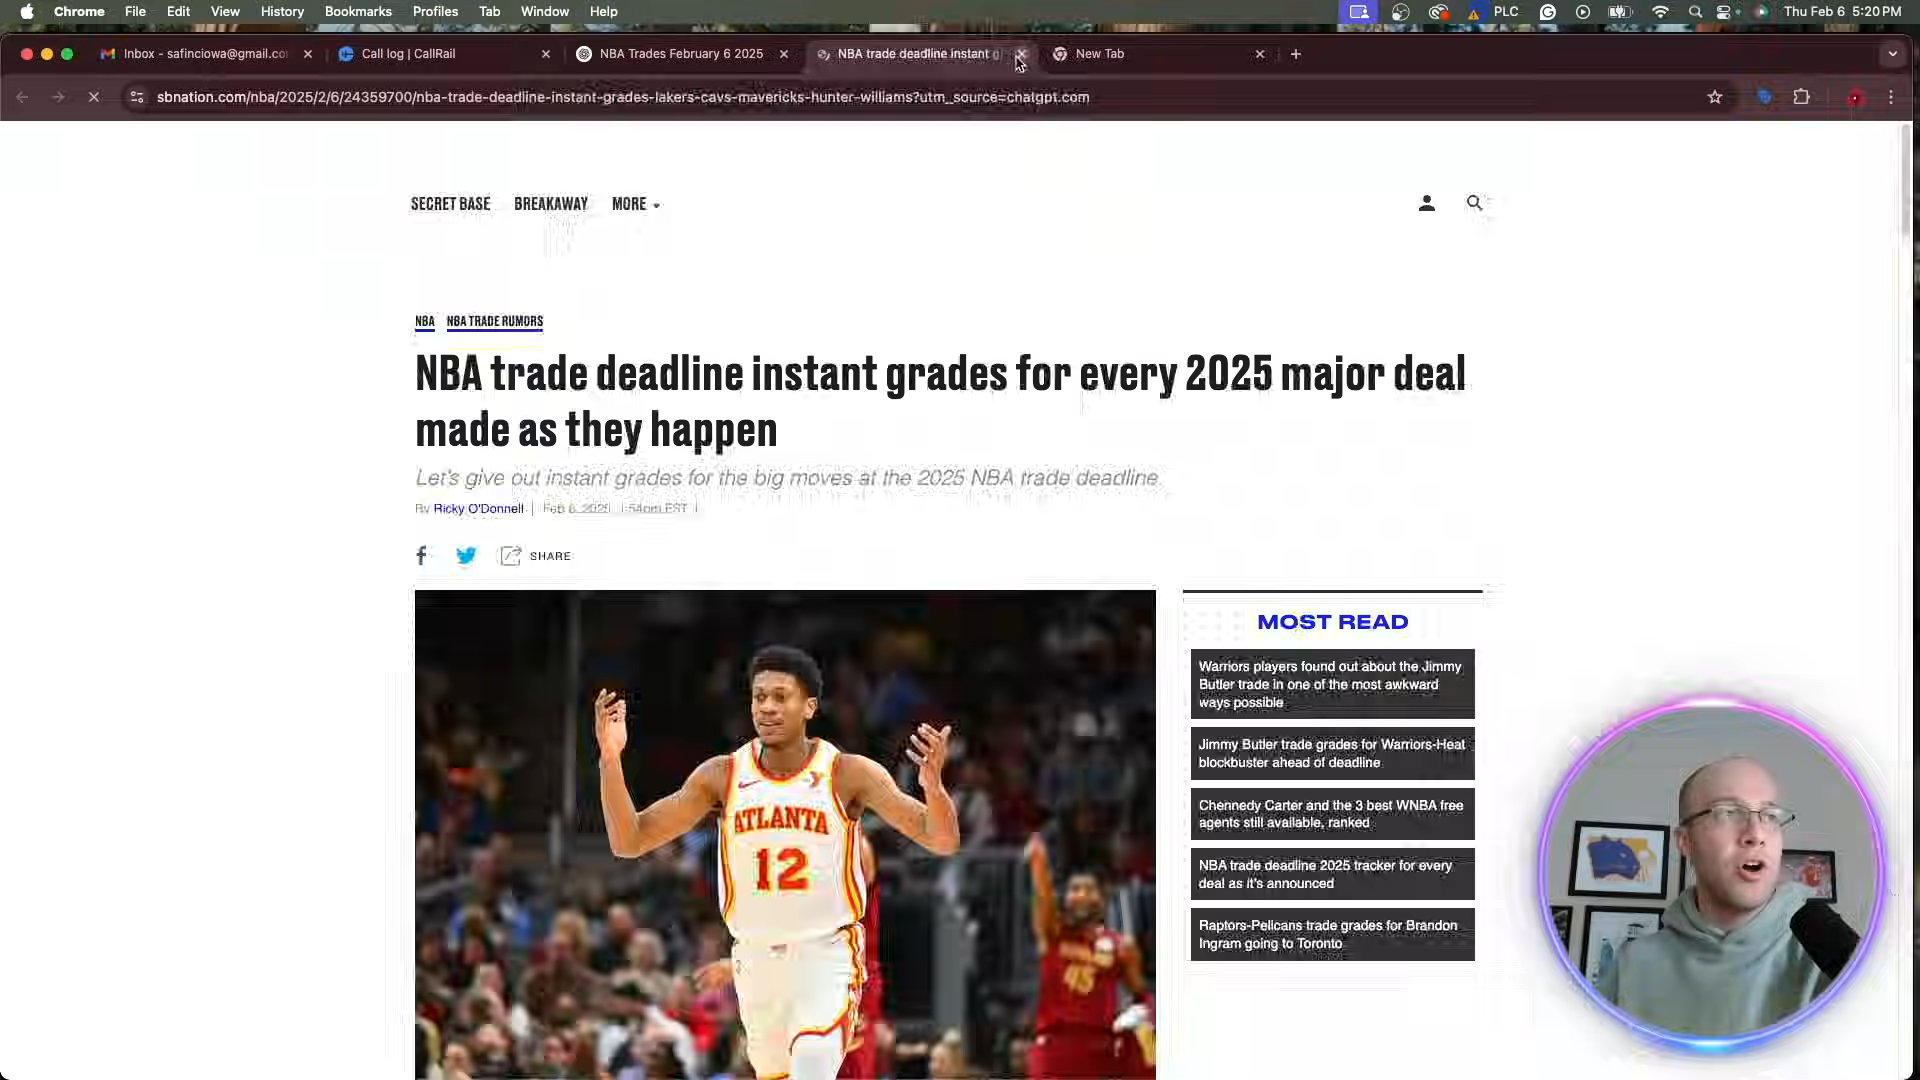 Chrome File Edit View History Bookmarks Profiles Tab Window Help PLC Thu Feb 6 5:20 PM
Inbox - safinciowa@gmail.co Call log | CallRail NBA Trades February 6 2025 NBA trade deadline instant g New Tab
sbnation.com/nba/2025/2/6/24359700/nba-trade-deadline-instant-grades-lakers-cavs-mavericks-hunter-williams?utm_source=chatgpt.com
SECRET BASE BREAKAWAY MORE
NBA NBA TRADE RUMORS
NBA trade deadline instant grades for every 2025 major deal
made as they happen
Let's give out instant grades for the big moves at the 2025 NBA trade deadline.
By Ricky O'Donnell | Feb 6, 2025, 54pm EST |
SHARE
ATLANTA
12
45
MOST READ
Warriors players found out about the Jimmy
Butler trade in one of the most awkward
ways possible
Jimmy Butler trade grades for Warriors-Heat
blockbuster ahead of deadline
Chennedy Carter and the 3 best WNBA free
agents still available, ranked
NBA trade deadline 2025 tracker for every
deal as it's announced
Raptors-Pelicans trade grades for Brandon
Ingram going to Toronto